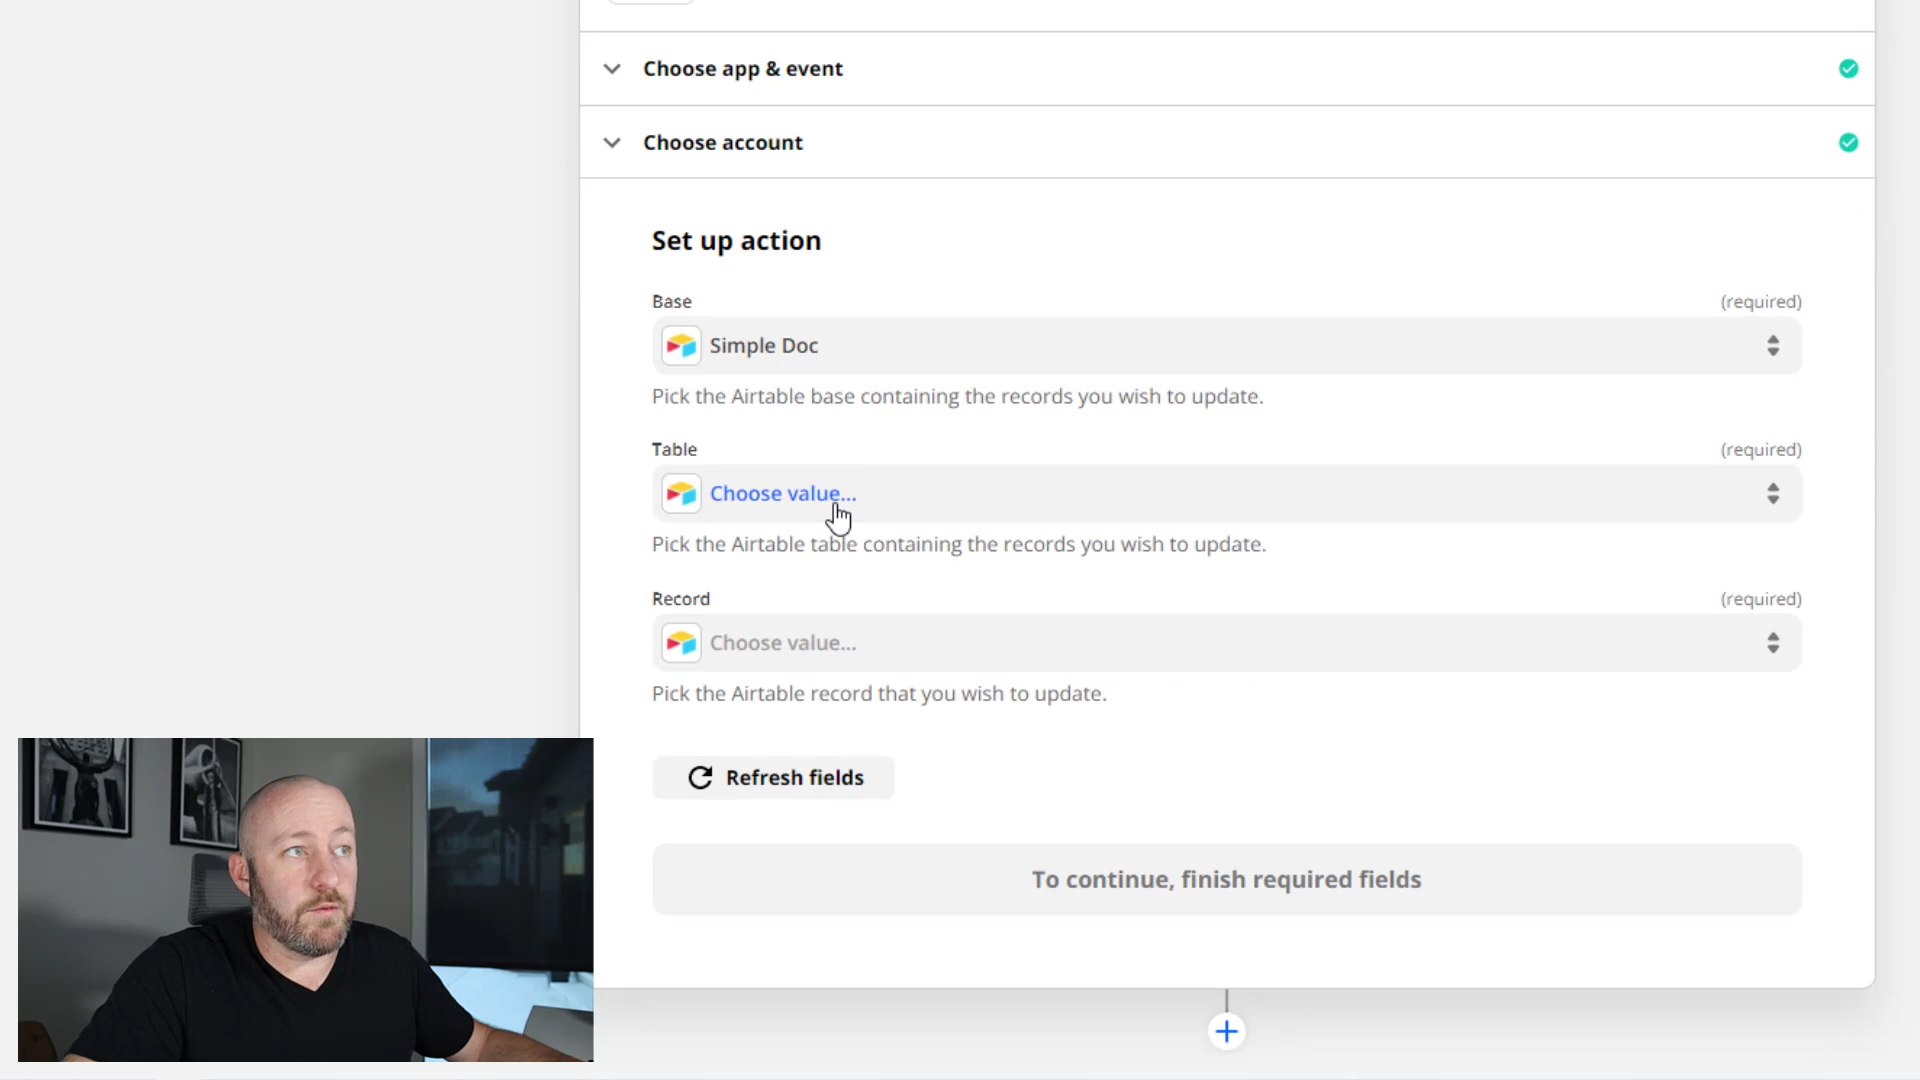 Choose app & event
Choose account
Set up action
Base
(required)
Simple Doc
Pick the Airtable base containing the records you wish to update.
Table
(required)
Choose value...
Pick the Airtable table containing the records you wish to update.
Record
(required)
Choose value...
Pick the Airtable record that you wish to update.
Refresh fields
To continue, finish required fields